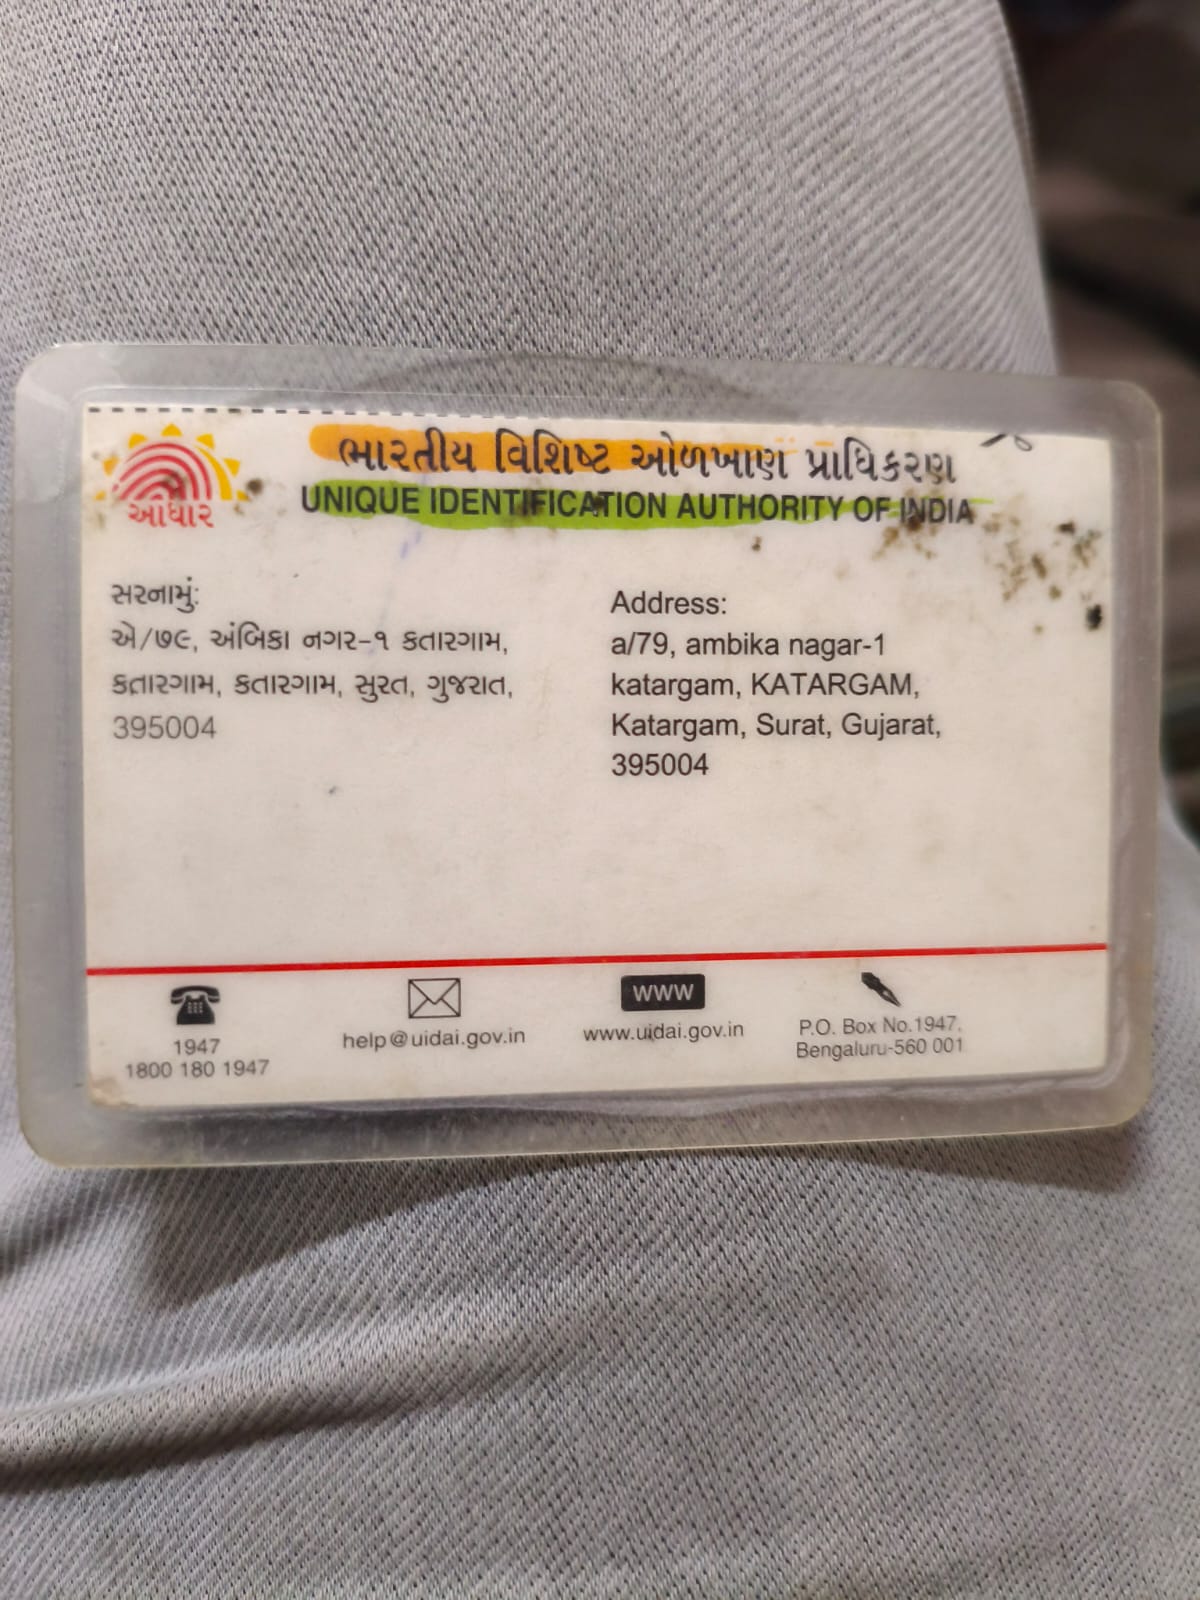 ભારતીય વિશિષ્ટ ઓળખાણ પ્રાધિકરણ
UNIQUE IDENTIFICATION AUTHORITY OF INDIA
આધાર
સરનામું:
એ/૭૯, અંબિકા નગર-૧ કતારગામ,
કતારગામ, કતારગામ, સુરત, ગુજરાત,
395004
Address:
a/79, ambika nagar-1
katargam, KATARGAM,
Katargam, Surat, Gujarat,
395004
1947
1800 180 1947
help@uidai.gov.in
www
www.uidai.gov.in
P.O. Box No.1947,
Bengaluru-560 001